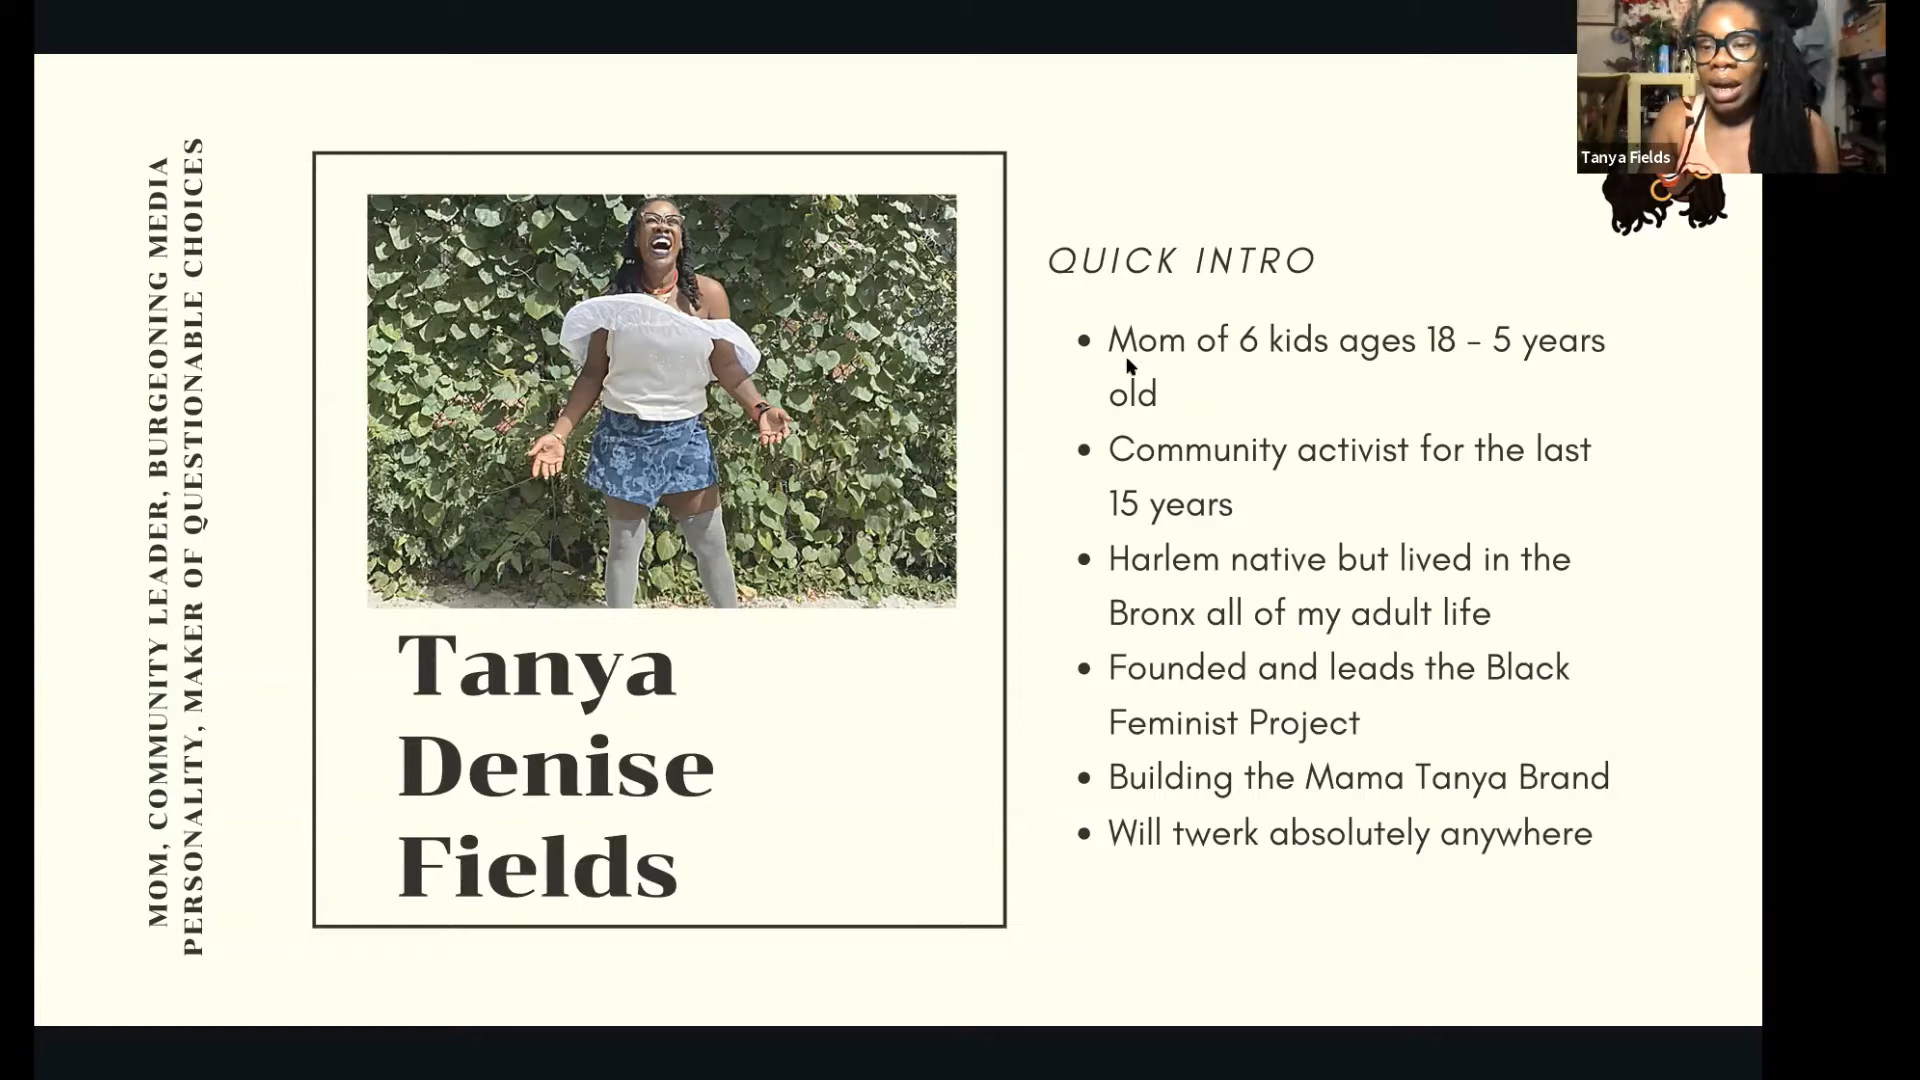 MOM, COMMUNITY LEADER, BURGEONING MEDIA
PERSONALITY, MAKER OF QUESTIONABLE CHOICES
Tanya
Denise
Fields
QUICK INTRO
• Mom of 6 kids ages 18 - 5 years
old
• Community activist for the last
15 years
• Harlem native but lived in the
Bronx all of my adult life
• Founded and leads the Black
Feminist Project
• Building the Mama Tanya Brand
• Will twerk absolutely anywhere
Tanya Fields